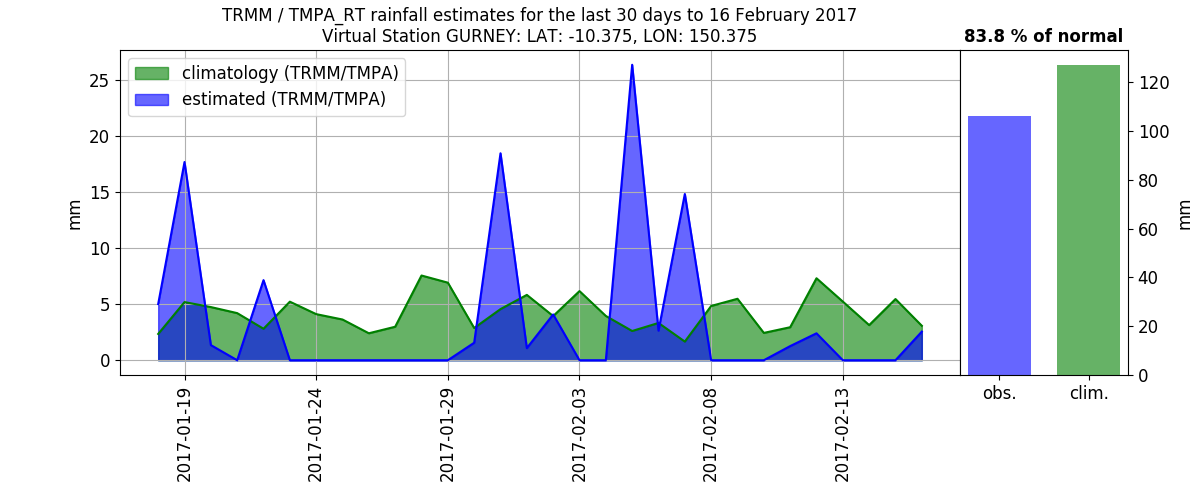 TRMM / TMPA_RT rainfall estimates for the last 30 days to 16 February 2017
Virtual Station GURNEY: LAT: -10.375, LON: 150.375
83.8 % of normal
climatology (TRMM/TMPA)
estimated (TRMM/TMPA)
25
20
15
10
5
0
mm
2017-01-19
2017-01-24
2017-01-29
2017-02-03
2017-02-08
2017-02-13
120
100
80
60
40
20
0
mm
obs.
clim.